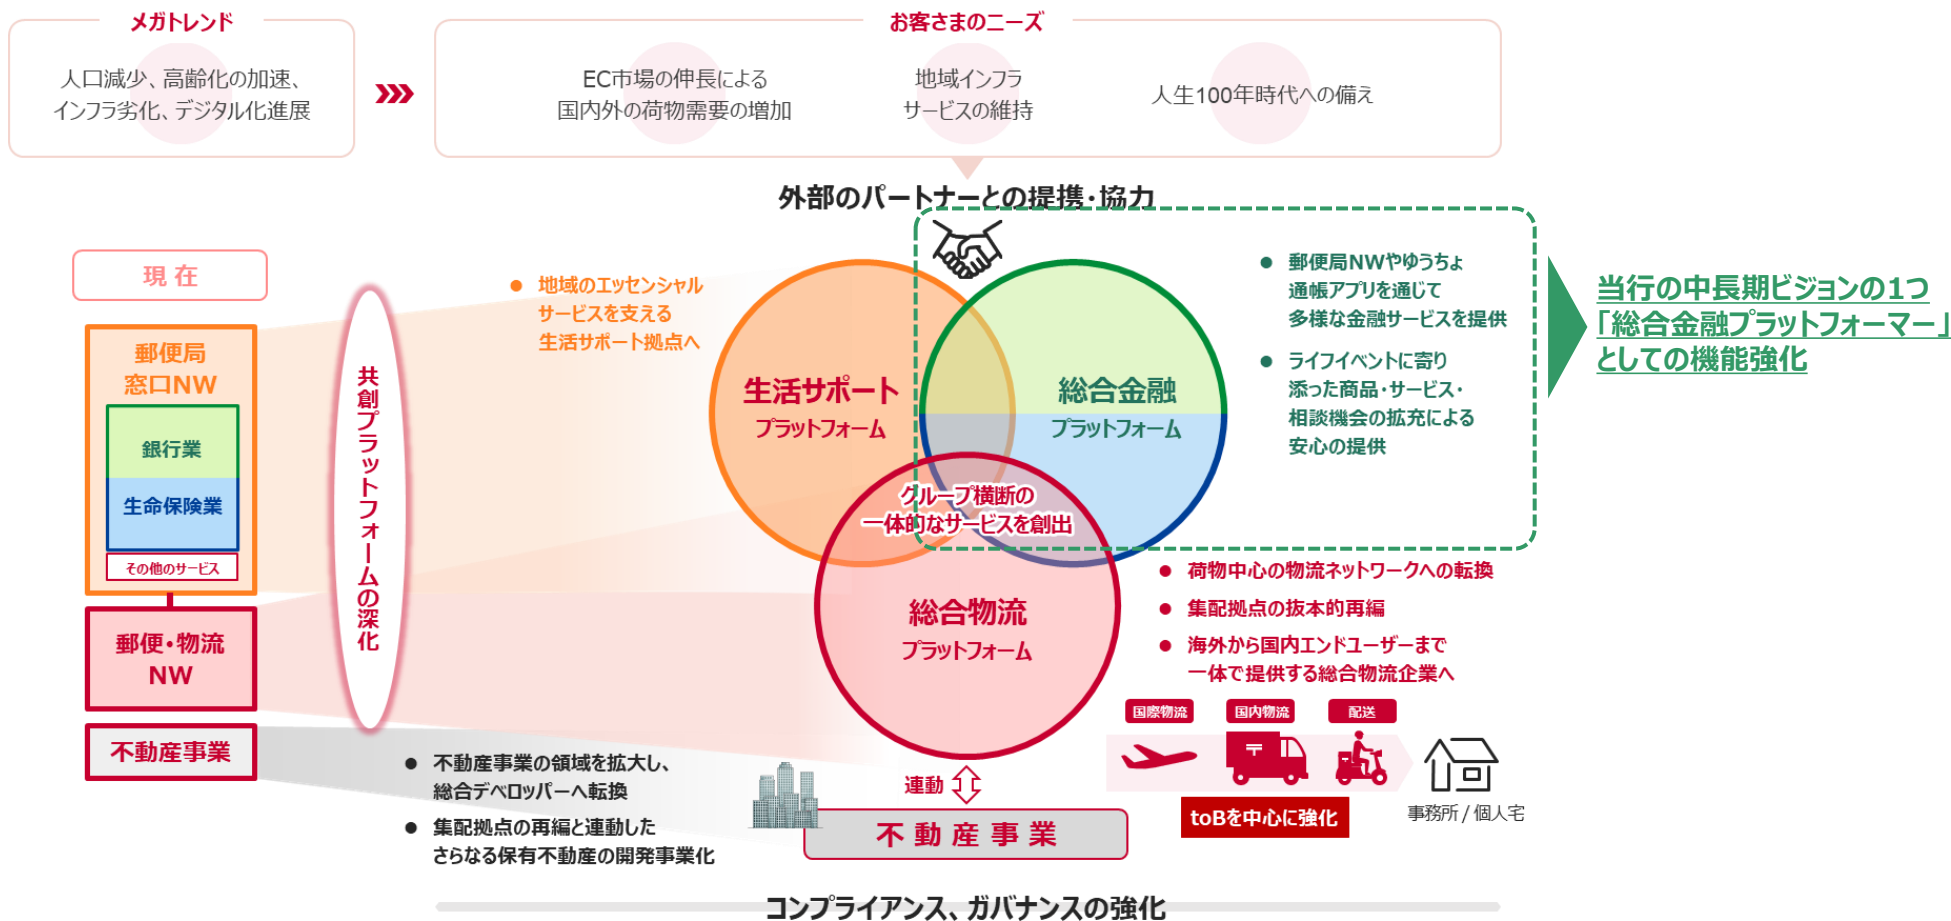 メガトレンド
人口減少、高齢化の加速、
インフラ劣化、デジタル化進展
お客さまのニーズ
EC市場の伸長による
国内外の荷物需要の増加
地域インフラ
サービスの維持
人生100年時代への備え
外部のパートナーとの提携・協力
現在
郵便局
窓口NW
銀行業
生命保険業
その他のサービス
郵便・物流
NW
不動産事業
共創プラットフォームの深化
● 地域のエッセンシャル
サービスを支える
生活サポート拠点へ
生活サポート
プラットフォーム
総合金融
プラットフォーム
グループ横断の
一体的なサービスを創出
総合物流
プラットフォーム
● 郵便局NWやゆうちょ
通帳アプリを通じて
多様な金融サービスを提供
● ライフイベントに寄り
添った商品・サービス・
相談機会の拡充による
安心の提供
当行の中長期ビジョンの1つ
「総合金融プラットフォーマー」
としての機能強化
● 荷物中心の物流ネットワークへの転換
● 集配拠点の抜本的再編
● 海外から国内エンドユーザーまで
一体で提供する総合物流企業へ
国際物流
国内物流
配送
〒
toBを中心に強化
事務所 / 個人宅
● 不動産事業の領域を拡大し、
総合デベロッパーへ転換
● 集配拠点の再編と連動した
さらなる保有不動産の開発事業化
連動
不動産事業
コンプライアンス、ガバナンスの強化